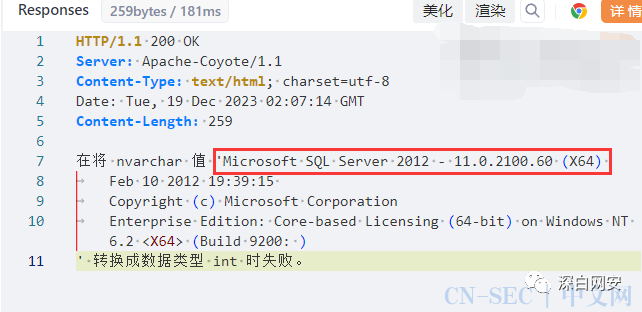 Responses 259bytes / 181ms 美化 渲染 详情
1 HTTP/1.1 200 OK
2 Server: Apache-Coyote/1.1
3 Content-Type: text/html; charset=utf-8
4 Date: Tue, 19 Dec 2023 02:07:14 GMT
5 Content-Length: 259
6
7 在将 nvarchar 值 'Microsoft SQL Server 2012 - 11.0.2100.60 (X64)
8 Feb 10 2012 19:39:15
9 Copyright (c) Microsoft Corporation
10 Enterprise Edition: Core-based Licensing (64-bit) on Windows NT
6.2 <X64> (Build 9200: )
11 ' 转换成数据类型 int 时失败。
深白网安
CN-SEC 中文网